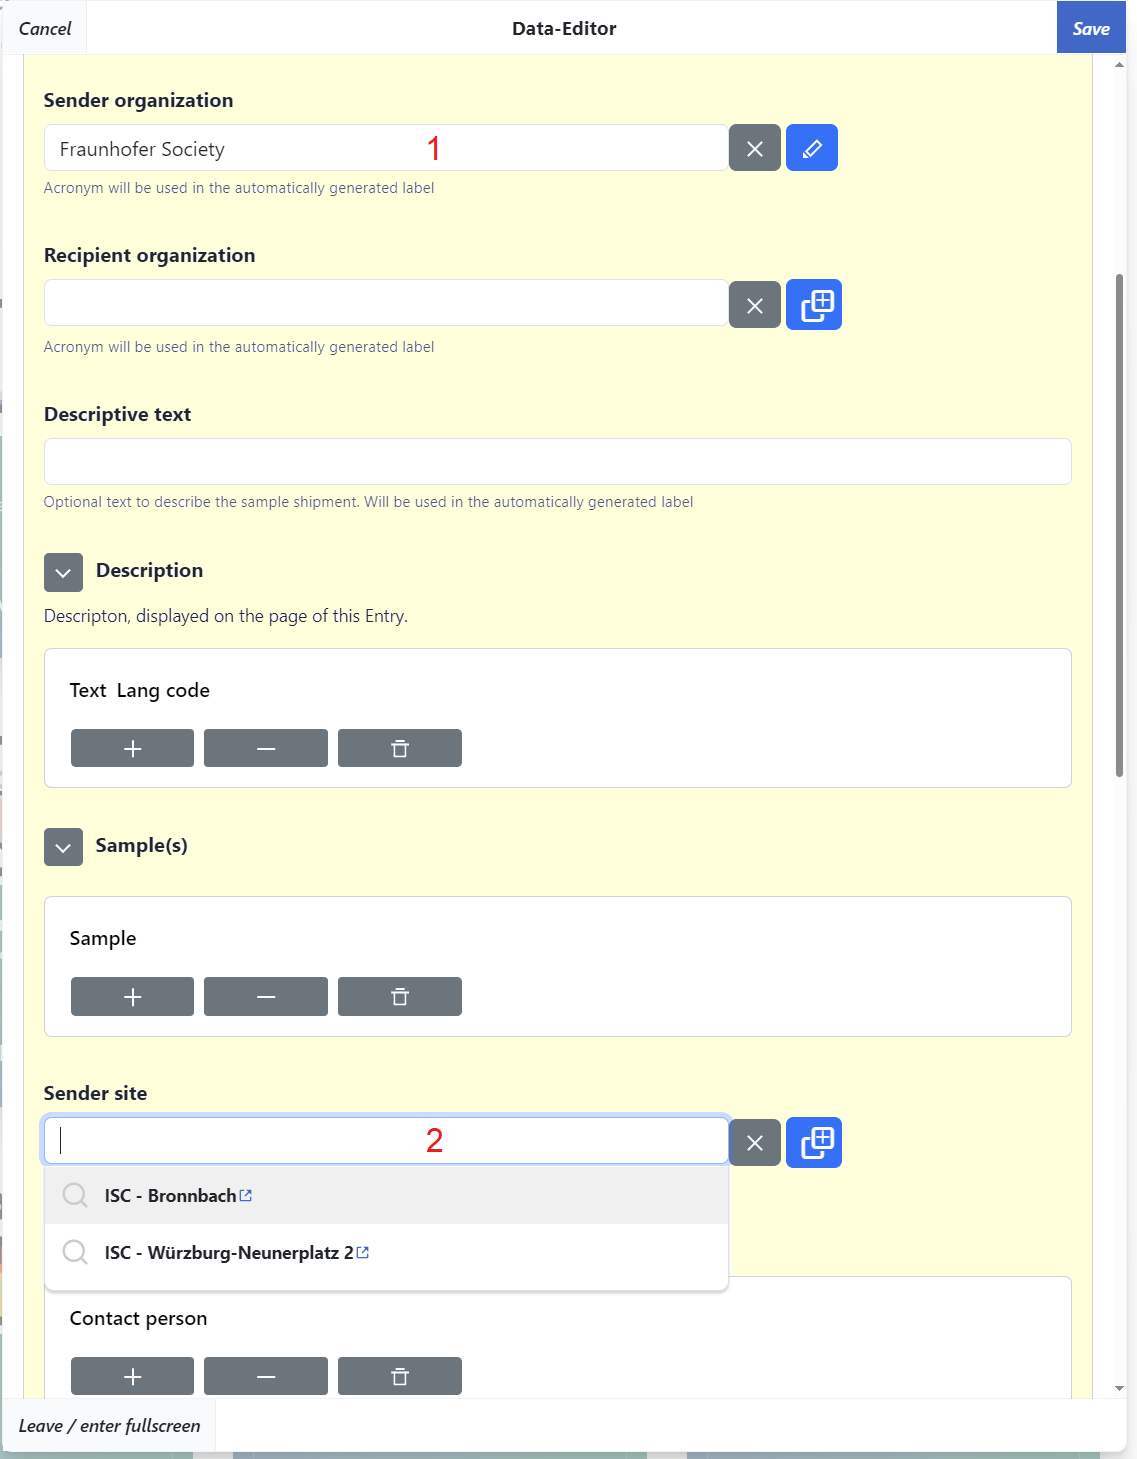 Cancel
Data-Editor
Save
Sender organization
Fraunhofer Society
1
Acronym will be used in the automatically generated label
Recipient organization
Acronym will be used in the automatically generated label
Descriptive text
Optional text to describe the sample shipment. Will be used in the automatically generated label
Description
Descripton, displayed on the page of this Entry.
Text Lang code
Sample(s)
Sample
Sender site
2
ISC - Bronnbach
ISC - Würzburg-Neunerplatz 2
Contact person
Leave / enter fullscreen